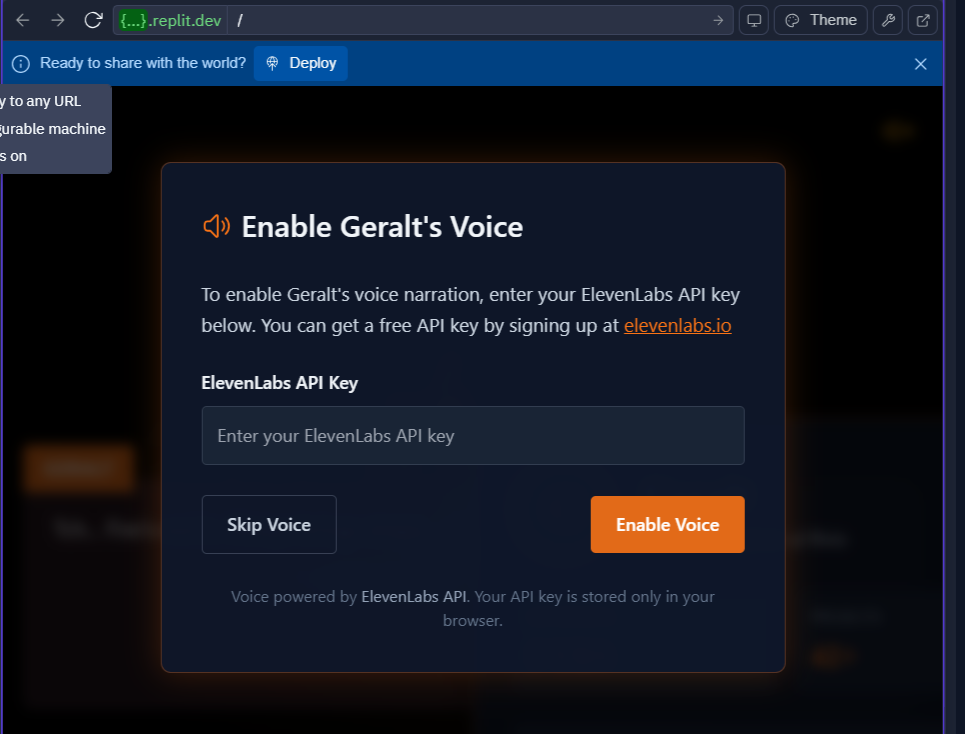 {...}.replit.dev /
Theme
Ready to share with the world? Deploy
y to any URL
gurable machine
s on
Enable Geralt's Voice
To enable Geralt's voice narration, enter your ElevenLabs API key
below. You can get a free API key by signing up at elevenlabs.io
ElevenLabs API Key
Enter your ElevenLabs API key
Skip Voice
Enable Voice
Voice powered by ElevenLabs API. Your API key is stored only in your
browser.